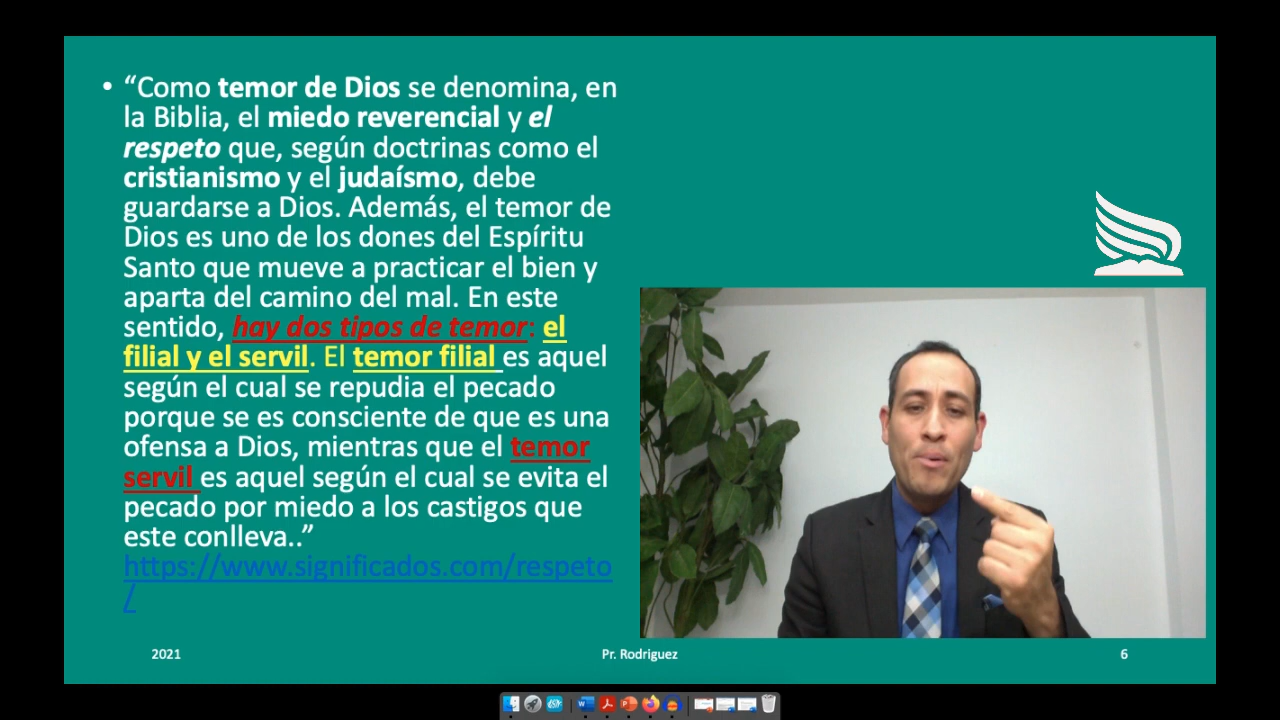 • “Como temor de Dios se denomina, en
la Biblia, el miedo reverencial y el
respeto que, según doctrinas como el
cristianismo y el judaísmo, debe
guardarse a Dios. Además, el temor de
Dios es uno de los dones del Espíritu
Santo que mueve a practicar el bien y
aparta del camino del mal. En este
sentido, hay dos tipos de temor: el
filial y el servil. El temor filial es aquel
según el cual se repudia el pecado
porque se es consciente de que es una
ofensa a Dios, mientras que el temor
servil es aquel según el cual se evita el
pecado por miedo a los castigos que
este conlleva..”
https://www.significados.com/respeto
/
2021
Pr. Rodriguez
6